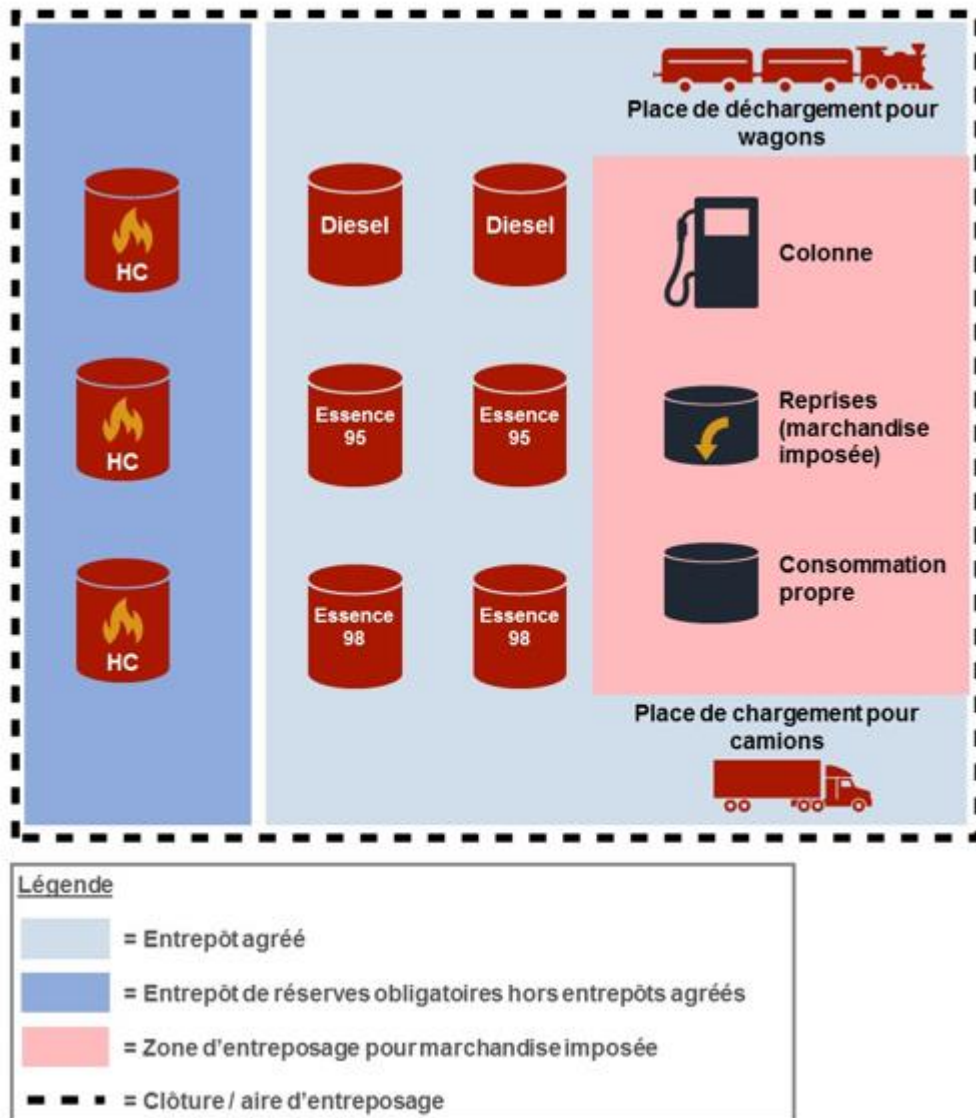 Place de déchargement pour
wagons
HC
Diesel
Diesel
Colonne
HC
Essence
95
Essence
95
Reprises
(marchandise
imposée)
HC
Essence
98
Essence
98
Consommation
propre
Place de chargement pour
camions
Légende
= Entrepôt agréé
= Entrepôt de réserves obligatoires hors entrepôts agréés
= Zone d'entreposage pour marchandise imposée
= Clôture / aire d'entreposage